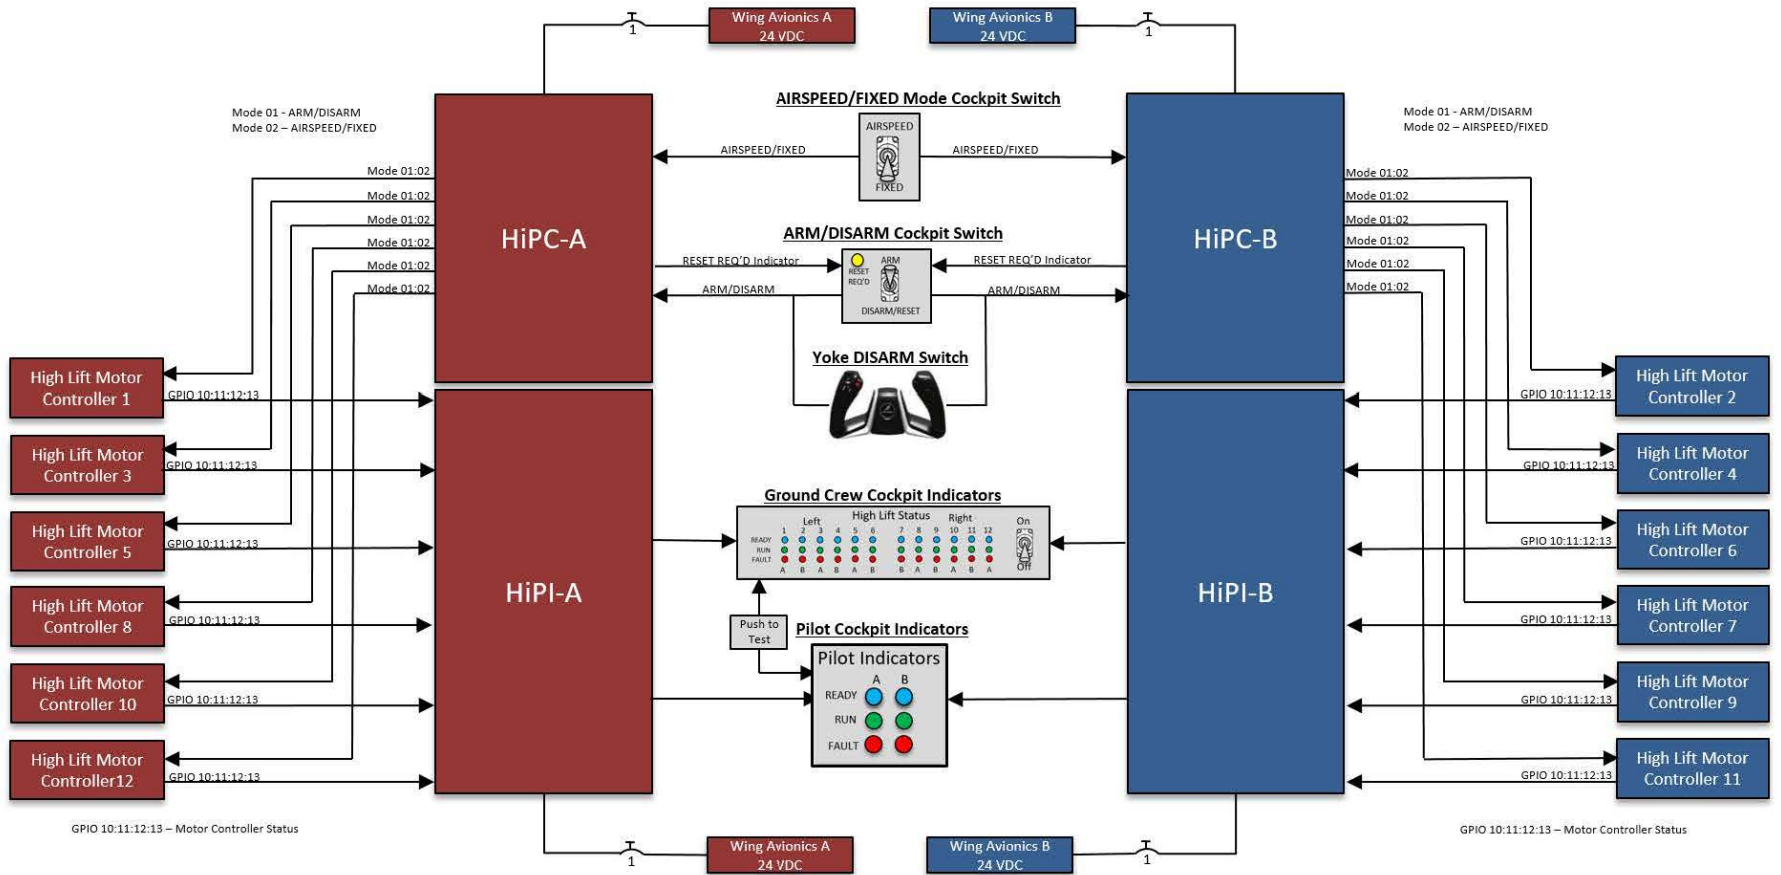 Wing Avionics A
24 VDC
1
Wing Avionics B
24 VDC
1
Mode 01 - ARM/DISARM
Mode 02 – AIRSPEED/FIXED
Mode 01:02
Mode 01:02
Mode 01:02
Mode 01:02
Mode 01:02
Mode 01:02
HiPC-A
AIRSPEED/FIXED Mode Cockpit Switch
AIRSPEED
FIXED
AIRSPEED/FIXED
AIRSPEED/FIXED
ARM/DISARM Cockpit Switch
RESET REQ'D Indicator
RESET REQ'D Indicator
RESET
REQ'D
ARM
DISARM/RESET
ARM/DISARM
ARM/DISARM
Yoke DISARM Switch
HiPC-B
Mode 01 - ARM/DISARM
Mode 02 – AIRSPEED/FIXED
Mode 01:02
Mode 01:02
Mode 01:02
Mode 01:02
Mode 01:02
Mode 01:02
High Lift Motor
Controller 1
GPIO 10:11:12:13
High Lift Motor
Controller 3
GPIO 10:11:12:13
High Lift Motor
Controller 5
GPIO 10:11:12:13
High Lift Motor
Controller 8
GPIO 10:11:12:13
High Lift Motor
Controller 10
GPIO 10:11:12:13
High Lift Motor
Controller12
GPIO 10:11:12:13
GPIO 10:11:12:13 – Motor Controller Status
HiPI-A
Ground Crew Cockpit Indicators
High Lift Status
Left
Right
On
Off
1 2 3 4 5 6 7 8 9 10 11 12
READY
RUN
FAULT
A B A B A B B A B A B A
Push to
Test
Pilot Cockpit Indicators
Pilot Indicators
A B
READY
RUN
FAULT
HiPI-B
High Lift Motor
Controller 2
GPIO 10:11:12:13
High Lift Motor
Controller 4
GPIO 10:11:12:13
High Lift Motor
Controller 6
GPIO 10:11:12:13
High Lift Motor
Controller 7
GPIO 10:11:12:13
High Lift Motor
Controller 9
GPIO 10:11:12:13
High Lift Motor
Controller 11
GPIO 10:11:12:13
GPIO 10:11:12:13 – Motor Controller Status
1
Wing Avionics A
24 VDC
Wing Avionics B
24 VDC
1